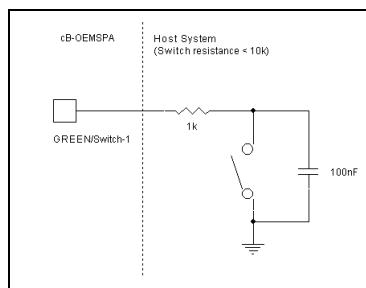 cB-OEMSPA
Host System
(Switch resistance < 10k)
GREEN/Switch-1
1k
100nF